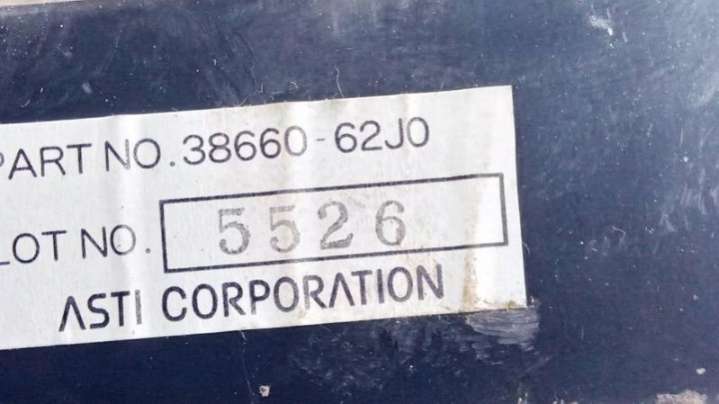 PART NO.38660-62J0
LOT NO. 5526
ASTI CORPORATION